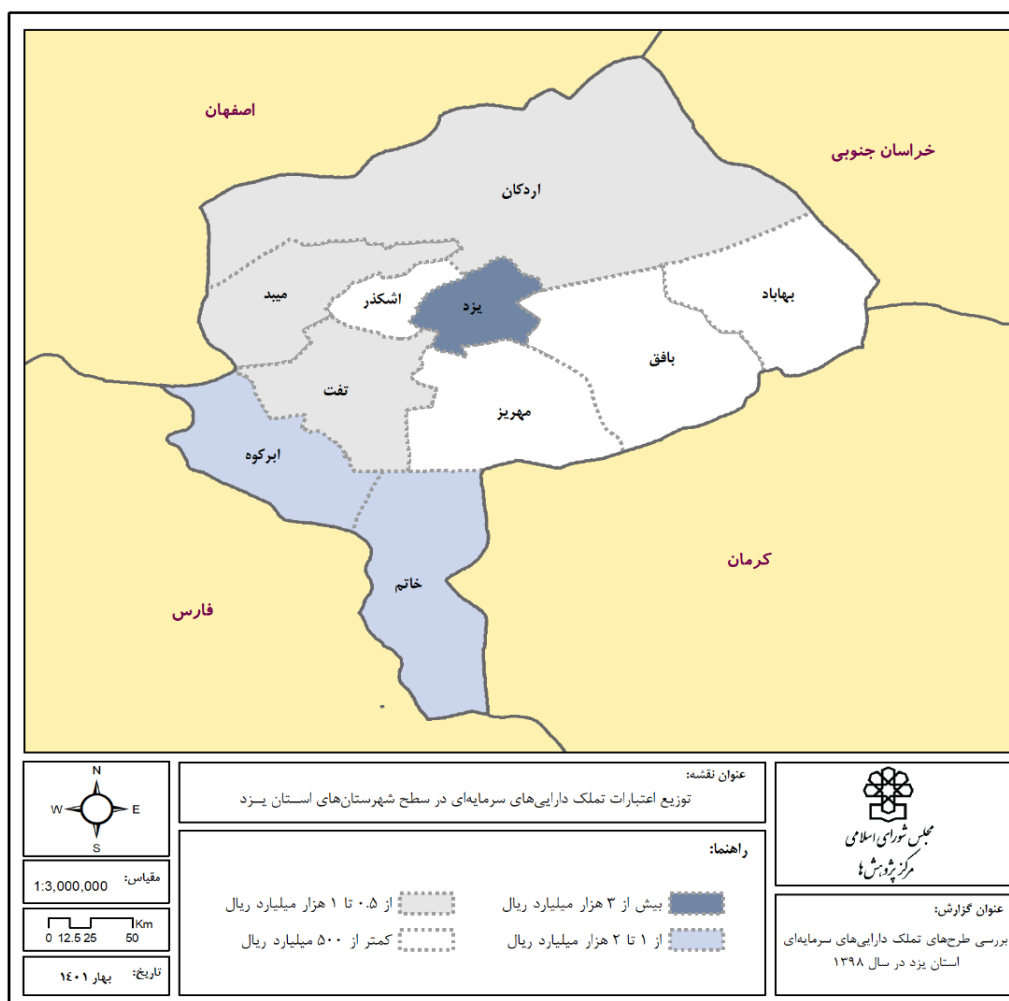 اصفهان
خراسان جنوبی
اردکان
میبد
اشکذر
یزد
بهاباد
بافق
تفت
مهریز
ابرکوه
کرمان
خاتم
فارس
عنوان نقشه:
توزیع اعتبارات تملک دارایی‌های سرمایه‌ای در سطح شهرستان‌های اسـتان یـزد
راهنما:
بیش از ۳ هزار میلیارد ریال
از ۰.۵ تا ۱ هزار میلیارد ریال
از ۱ تا ۲ هزار میلیارد ریال
کمتر از ۵۰۰ میلیارد ریال
مجلس شورای اسلامی
مرکز پژوهش‌ها
عنوان گزارش:
بررسی طرح‌های تملک دارایی‌های سرمایه‌ای
استان یزد در سال ۱۳۹۸
N
W E
S
مقیاس: 1:3,000,000
Km
0 12.5 25 50
تاریخ: بهار ۱۴۰۱